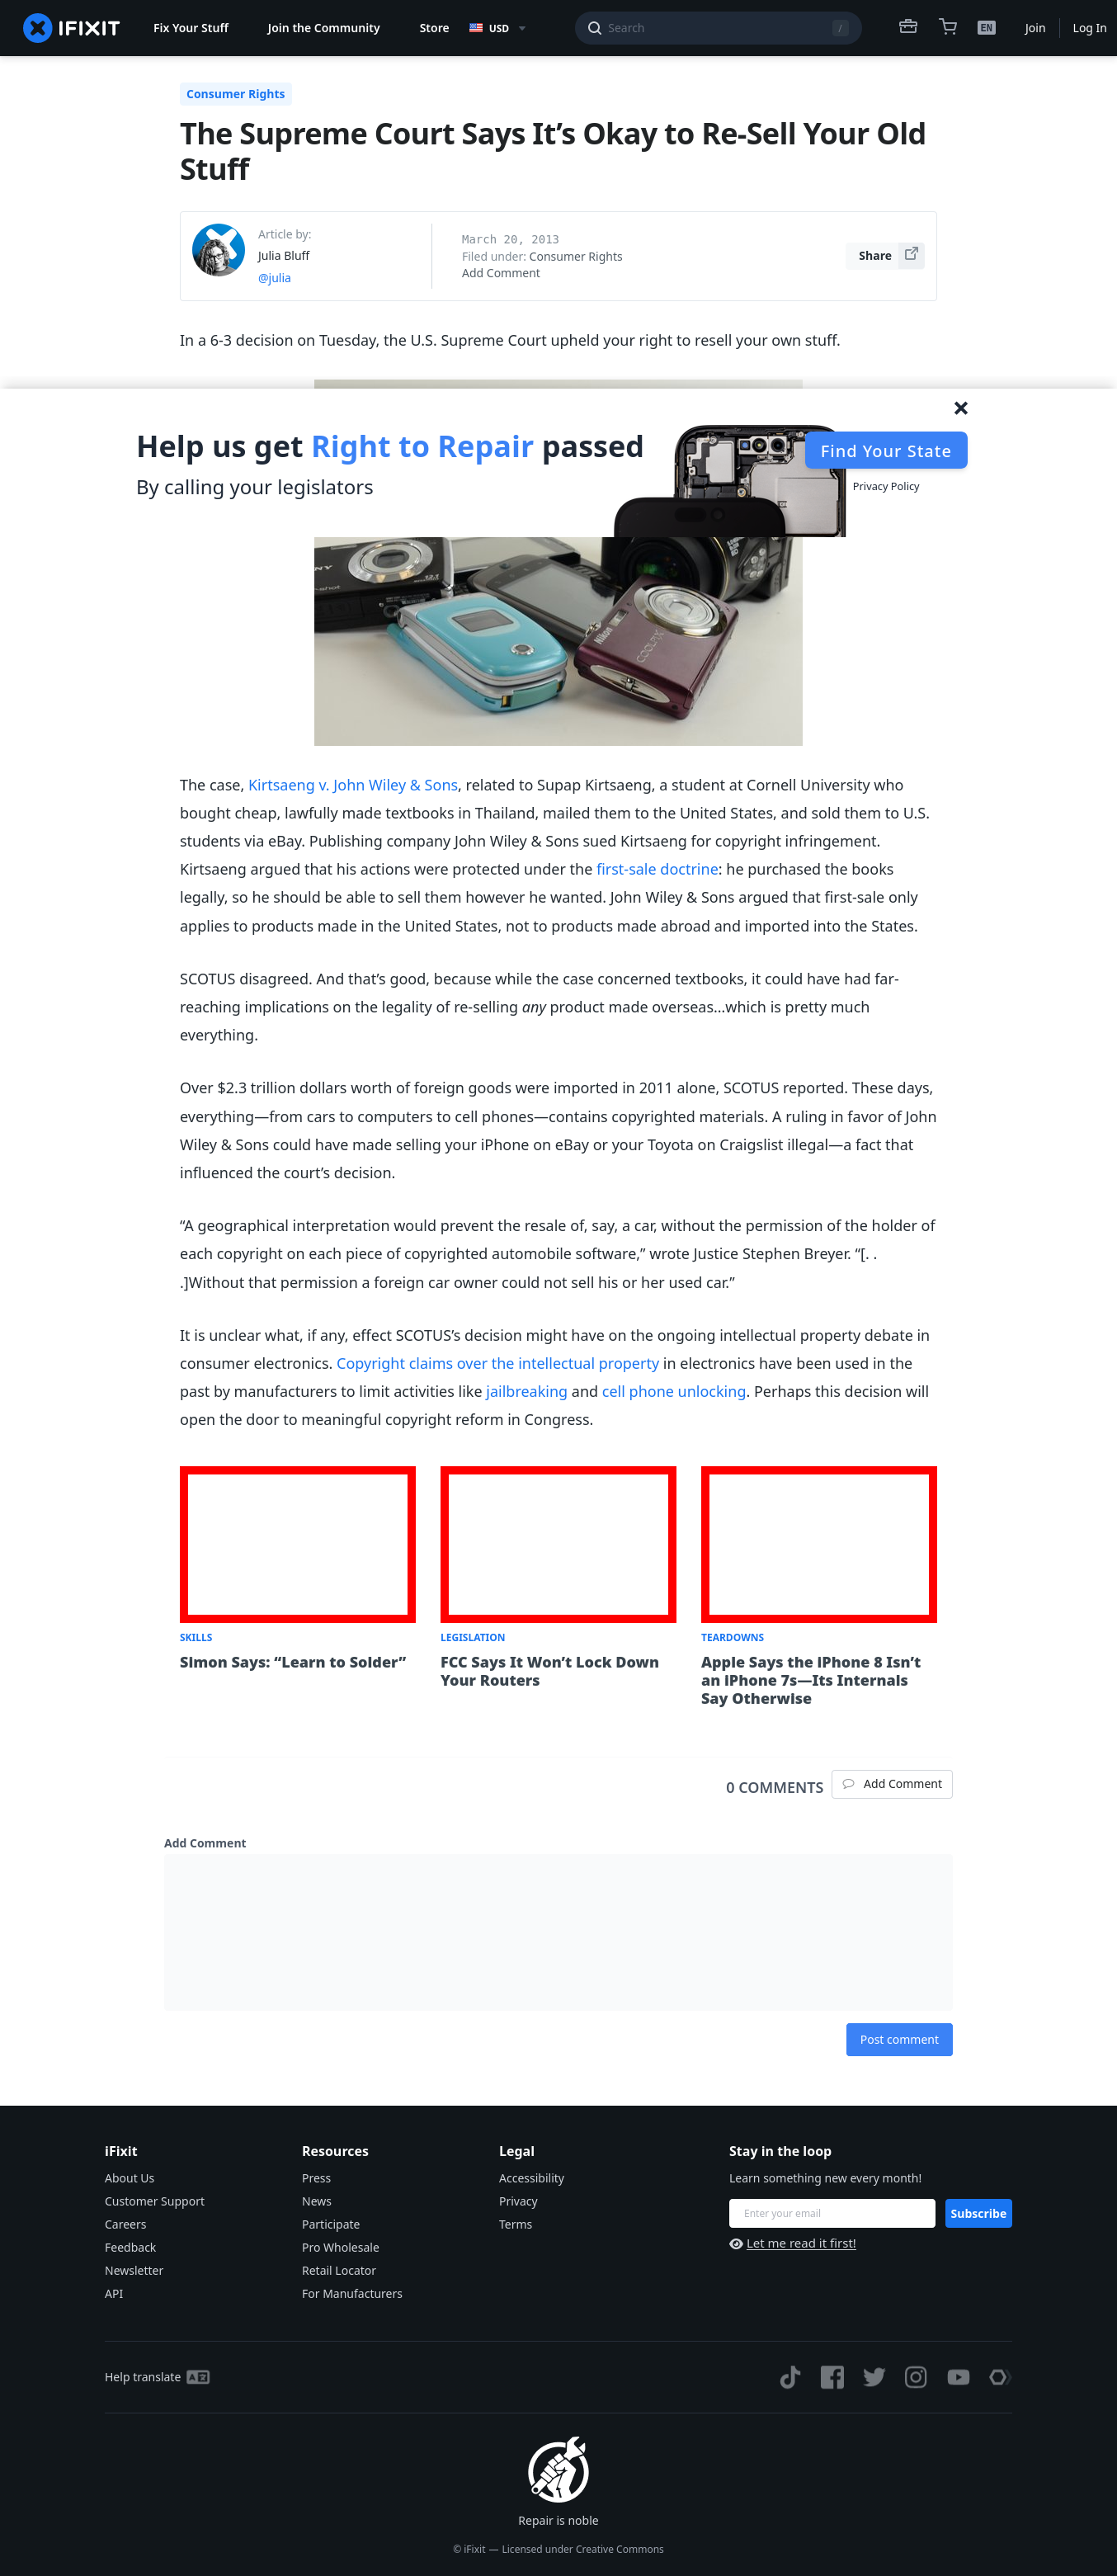 IFIXIT
Fix Your Stuff
Join the Community
Store
USD
Search
/
EN
Join
Log In
Consumer Rights
The Supreme Court Says It’s Okay to Re-Sell Your Old
Stuff
Article by:
Julia Bluff
@julia
March 20, 2013
Filed under: Consumer Rights
Add Comment
Share
In a 6-3 decision on Tuesday, the U.S. Supreme Court upheld your right to resell your own stuff.
Help us get Right to Repair passed
By calling your legislators
Find Your State
Privacy Policy
Nikon
COOLPIX
The case, Kirtsaeng v. John Wiley & Sons, related to Supap Kirtsaeng, a student at Cornell University who
bought cheap, lawfully made textbooks in Thailand, mailed them to the United States, and sold them to U.S.
students via eBay. Publishing company John Wiley & Sons sued Kirtsaeng for copyright infringement.
Kirtsaeng argued that his actions were protected under the first-sale doctrine: he purchased the books
legally, so he should be able to sell them however he wanted. John Wiley & Sons argued that first-sale only
applies to products made in the United States, not to products made abroad and imported into the States.
SCOTUS disagreed. And that’s good, because while the case concerned textbooks, it could have had far-
reaching implications on the legality of re-selling any product made overseas…which is pretty much
everything.
Over $2.3 trillion dollars worth of foreign goods were imported in 2011 alone, SCOTUS reported. These days,
everything—from cars to computers to cell phones—contains copyrighted materials. A ruling in favor of John
Wiley & Sons could have made selling your iPhone on eBay or your Toyota on Craigslist illegal—a fact that
influenced the court’s decision.
“A geographical interpretation would prevent the resale of, say, a car, without the permission of the holder of
each copyright on each piece of copyrighted automobile software,” wrote Justice Stephen Breyer. “[. .
.]Without that permission a foreign car owner could not sell his or her used car.”
It is unclear what, if any, effect SCOTUS’s decision might have on the ongoing intellectual property debate in
consumer electronics. Copyright claims over the intellectual property in electronics have been used in the
past by manufacturers to limit activities like jailbreaking and cell phone unlocking. Perhaps this decision will
open the door to meaningful copyright reform in Congress.
SKILLS
Simon Says: “Learn to Solder”
LEGISLATION
FCC Says It Won’t Lock Down
Your Routers
TEARDOWNS
Apple Says the iPhone 8 Isn’t
an iPhone 7s—Its Internals
Say Otherwise
0 COMMENTS
Add Comment
Add Comment
Post comment
iFixit
About Us
Customer Support
Careers
Feedback
Newsletter
API
Resources
Press
News
Participate
Pro Wholesale
Retail Locator
For Manufacturers
Legal
Accessibility
Privacy
Terms
Stay in the loop
Learn something new every month!
Enter your email
Subscribe
Let me read it first!
Help translate
Repair is noble
© iFixit — Licensed under Creative Commons